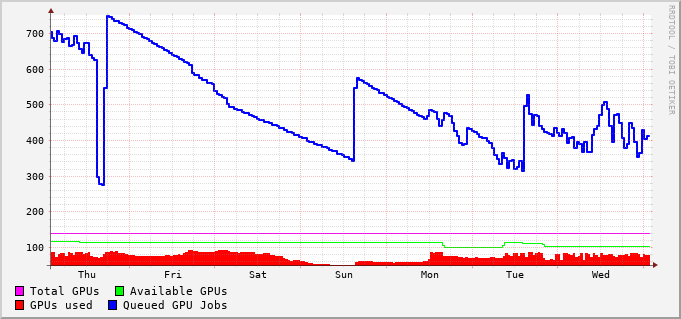 RRDTOOL / TOBI OETIKER
700
600
500
400
300
200
100
Thu Fri Sat Sun Mon Tue Wed
Total GPUs Available GPUs
GPUs used Queued GPU Jobs